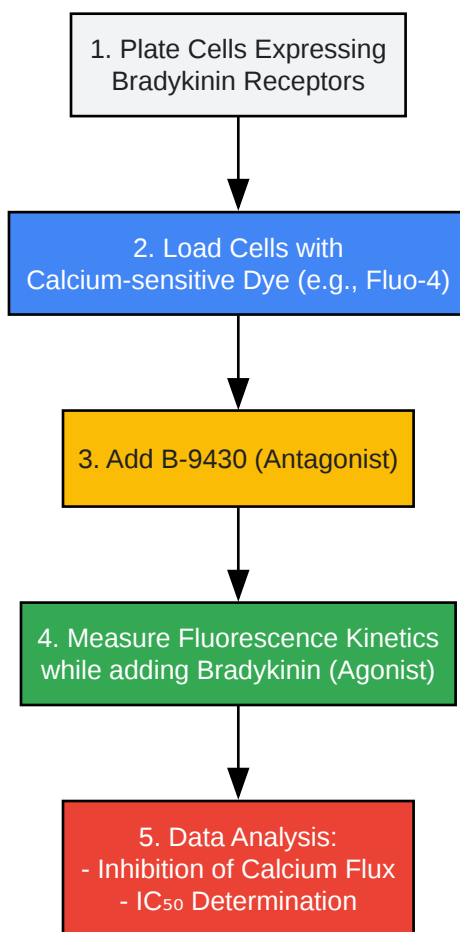 1. Plate Cells Expressing
Bradykinin Receptors
2. Load Cells with
Calcium-sensitive Dye (e.g., Fluo-4)
3. Add B-9430 (Antagonist)
4. Measure Fluorescence Kinetics
while adding Bradykinin (Agonist)
5. Data Analysis:
- Inhibition of Calcium Flux
- IC₅₀ Determination